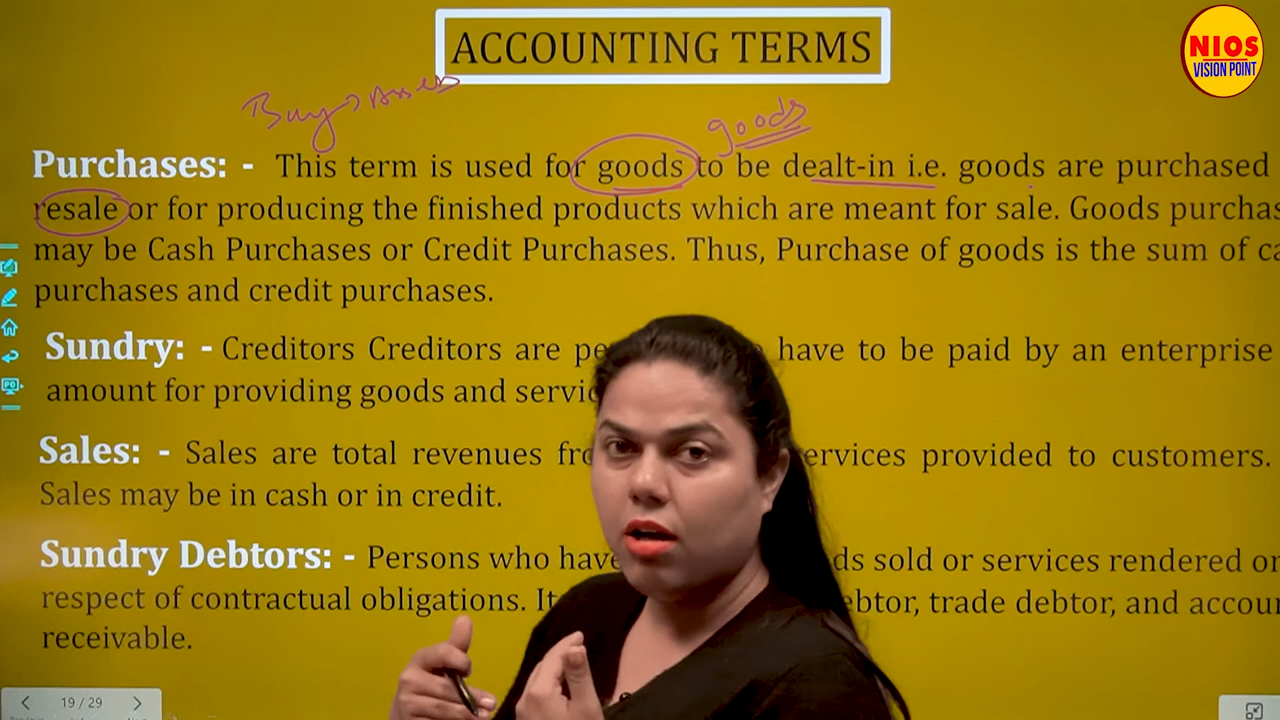 ACCOUNTING TERMS
NIOS
VISION POINT
Buy → Assets
goods
Purchases: - This term is used for goods to be dealt-in i.e. goods are purchased
resale or for producing the finished products which are meant for sale. Goods purchas
may be Cash Purchases or Credit Purchases. Thus, Purchase of goods is the sum of ca
purchases and credit purchases.
Sundry: - Creditors Creditors are pe have to be paid by an enterprise
amount for providing goods and servic
Sales: - Sales are total revenues fro ervices provided to customers.
Sales may be in cash or in credit.
Sundry Debtors: - Persons who have ds sold or services rendered or
respect of contractual obligations. It ebtor, trade debtor, and accoun
receivable.
19 / 29